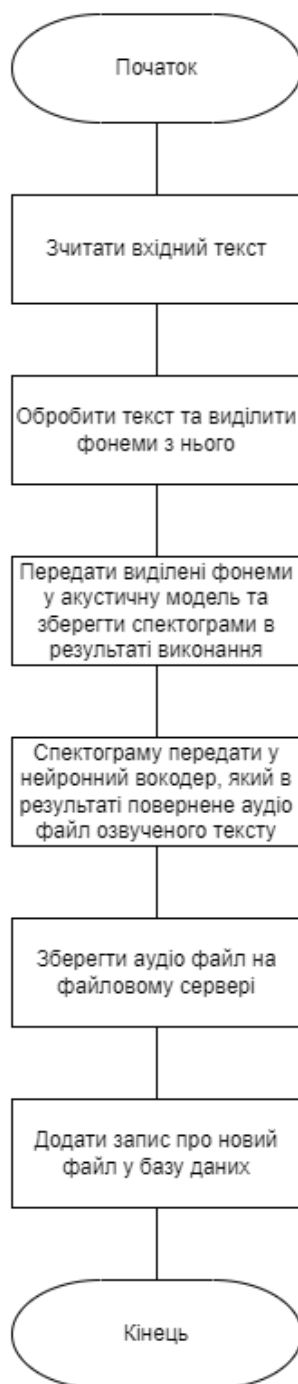 Початок
Зчитати вхідний текст
Обробити текст та виділити
фонеми з нього
Передати виділені фонеми
у акустичну модель та
зберегти спектограми в
результаті виконання
Спектограму передати у
нейронний вокодер, який в
результаті повернене аудіо
файл озвученого тексту
Зберегти аудіо файл на
файловому сервері
Додати запис про новий
файл у базу даних
Кінець